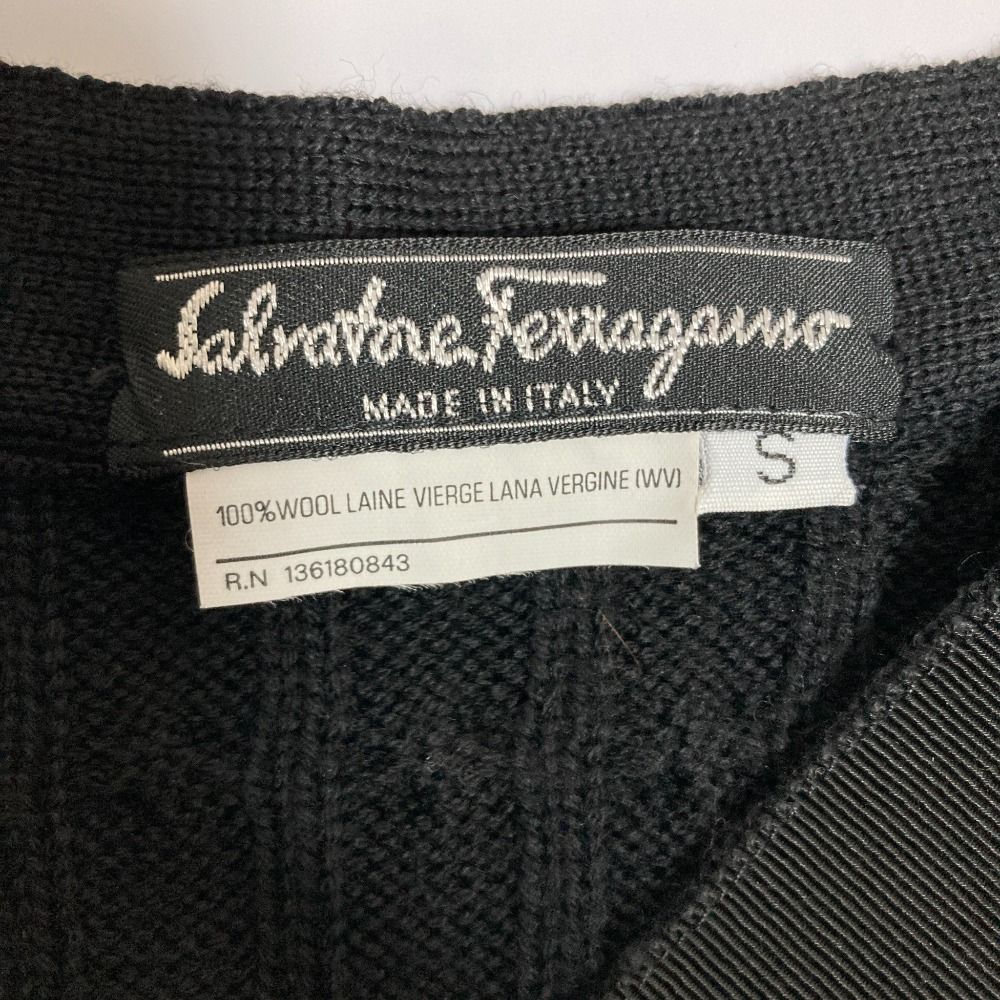 Salvatore Ferragamo
MADE IN ITALY
S
100% WOOL LAINE VIERGE LANA VERGINE (WV)
R.N 136180843